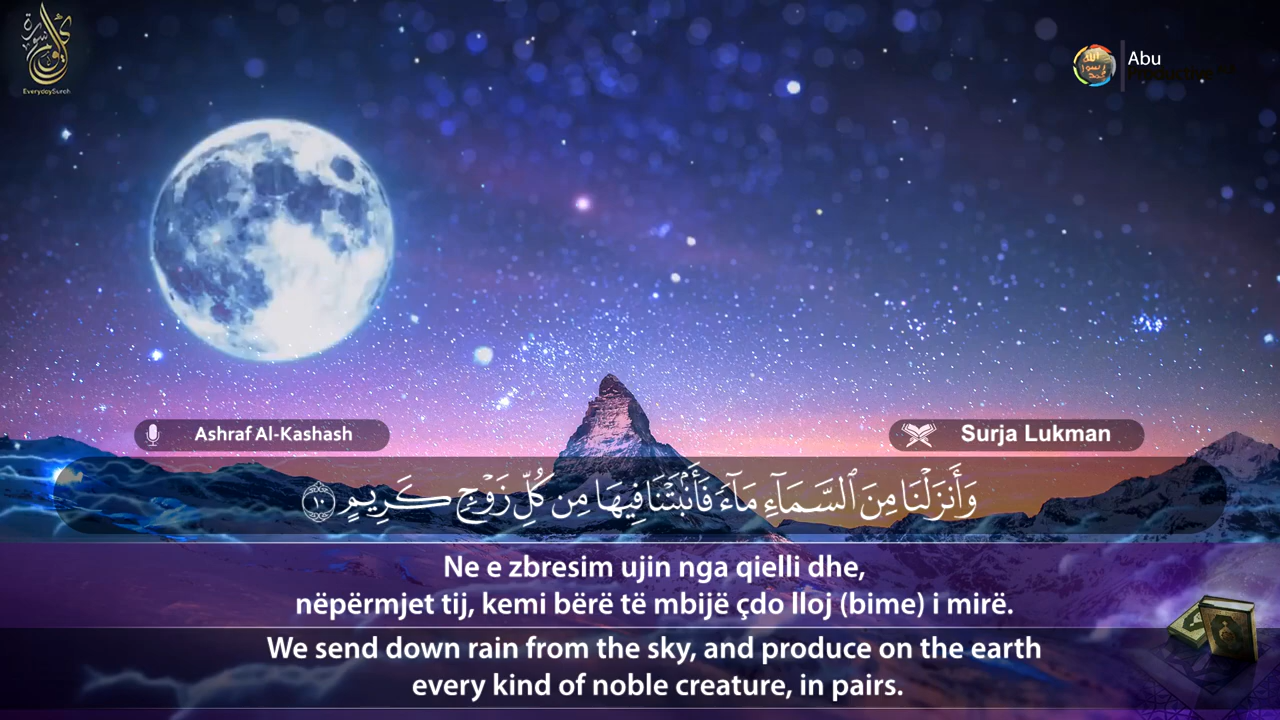 EverydaySurah
Abu
Ashraf Al-Kashash
Surja Lukman
وَأَنزَلْنَا مِنَ ٱلسَّمَآءِ مَآءً فَأَنۢبَتْنَا فِيهَا مِن كُلِّ زَوْجٍ كَرِيمٍ ١٠
Ne e zbresim ujin nga qielli dhe,
nëpërmjet tij, kemi bërë të mbijë çdo lloj (bime) i mirë.
We send down rain from the sky, and produce on the earth
every kind of noble creature, in pairs.